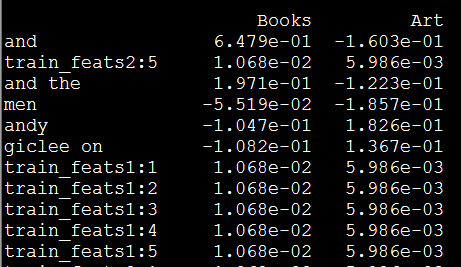 Books Art
and 6.479e-01 -1.603e-01
train_feats2:5 1.068e-02 5.986e-03
and the 1.971e-01 -1.223e-01
men -5.519e-02 -1.857e-01
andy -1.047e-01 1.826e-01
giclee on -1.082e-01 1.367e-01
train_feats1:1 1.068e-02 5.986e-03
train_feats1:2 1.068e-02 5.986e-03
train_feats1:3 1.068e-02 5.986e-03
train_feats1:4 1.068e-02 5.986e-03
train_feats1:5 1.068e-02 5.986e-03